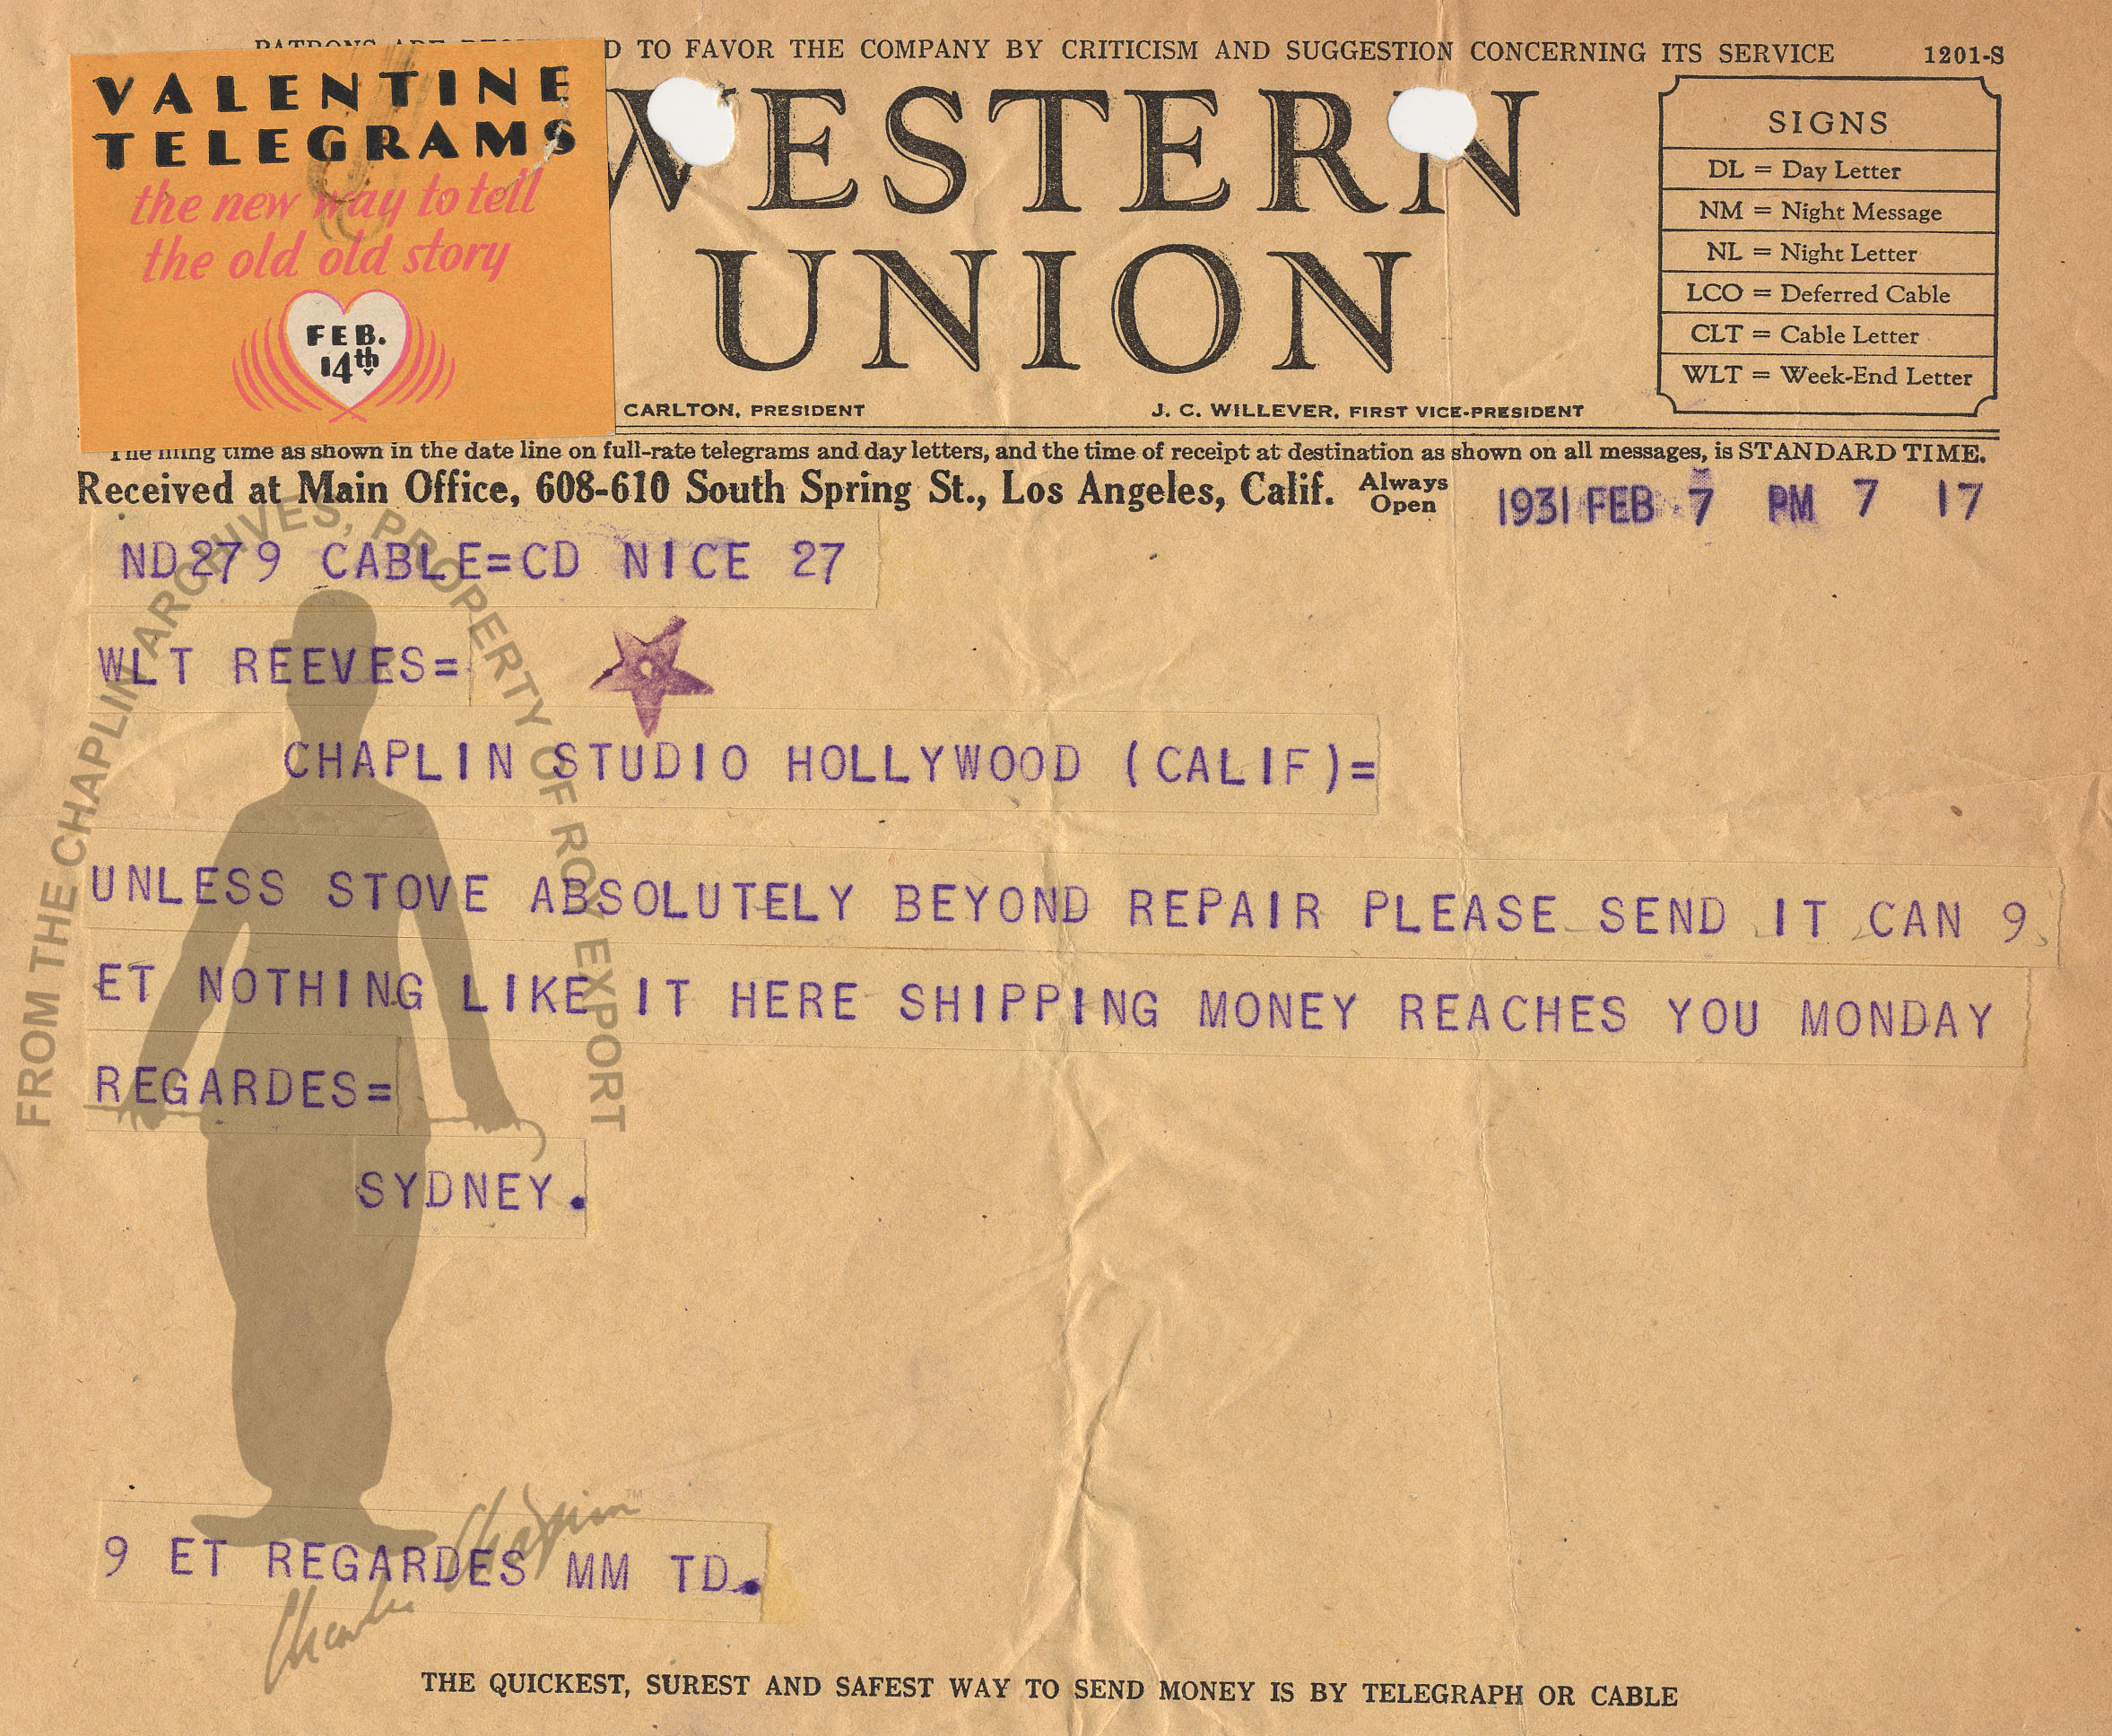 D TO FAVOR THE COMPANY BY CRITICISM AND SUGGESTION CONCERNING ITS SERVICE 1201-S
VALENTINE
TELEGRAMS
the new way to tell
the old old story
FEB.
14th
WESTERN
UNION
SIGNS
DL = Day Letter
NM = Night Message
NL = Night Letter
LCO = Deferred Cable
CLT = Cable Letter
WLT = Week-End Letter
CARLTON, PRESIDENT J. C. WILLEVER, FIRST VICE-PRESIDENT
The filing time as shown in the date line on full-rate telegrams and day letters, and the time of receipt at destination as shown on all messages, is STANDARD TIME.
Received at Main Office, 608-610 South Spring St., Los Angeles, Calif. Always Open 1931 FEB 7 PM 7 17
ND279 CABLE=CD NICE 27
WLT REEVES=
CHAPLIN STUDIO HOLLYWOOD (CALIF)=
UNLESS STOVE ABSOLUTELY BEYOND REPAIR PLEASE SEND IT CAN 9
ET NOTHING LIKE IT HERE SHIPPING MONEY REACHES YOU MONDAY
REGARDES=
SYDNEY.
9 ET REGARDES MM TD.
THE QUICKEST, SUREST AND SAFEST WAY TO SEND MONEY IS BY TELEGRAPH OR CABLE
FROM THE CHAPLIN ARCHIVES, PROPERTY OF ROY EXPORT
Charlie Chaplin™